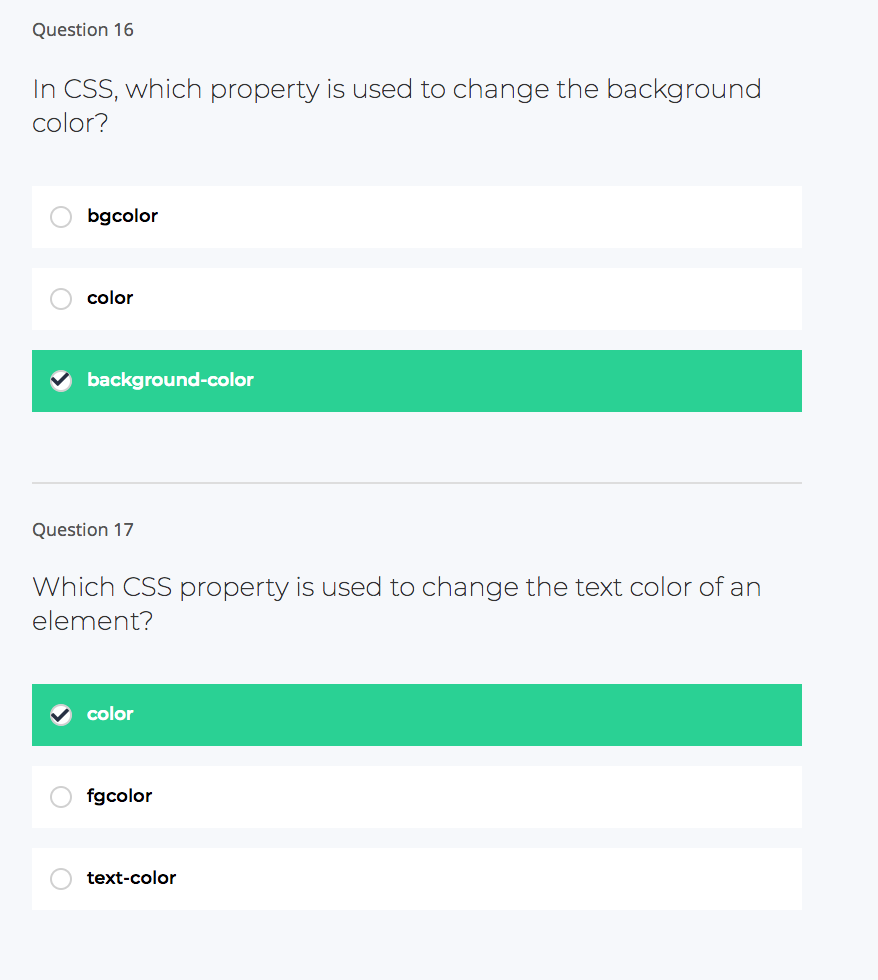 Question 16
In CSS, which property is used to change the background
color?
bgcolor
color
background-color
Question 17
Which CSS property is used to change the text color of an
element?
color
fgcolor
text-color